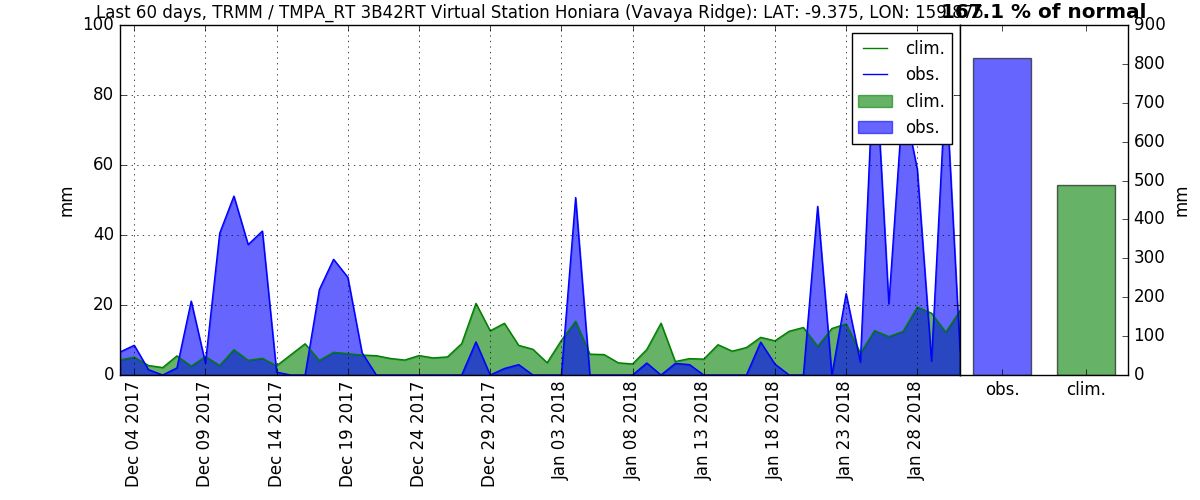 Last 60 days, TRMM / TMPA_RT 3B42RT Virtual Station Honiara (Vavaya Ridge): LAT: -9.375, LON:
167.1 % of normal
100
80
60
40
20
0
mm
clim.
obs.
clim.
obs.
900
800
700
600
500
400
300
200
100
0
mm
obs.
clim.
Dec 04 2017
Dec 09 2017
Dec 14 2017
Dec 19 2017
Dec 24 2017
Dec 29 2017
Jan 03 2018
Jan 08 2018
Jan 13 2018
Jan 18 2018
Jan 23 2018
Jan 28 2018